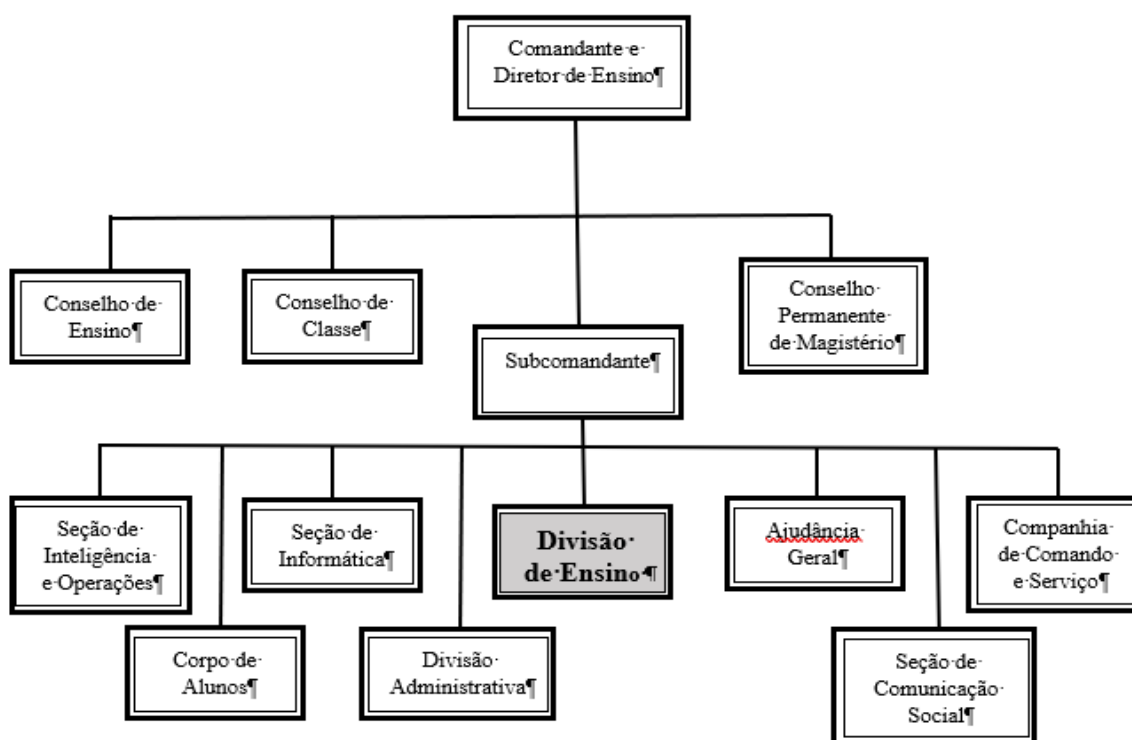 Comandante·e·
Diretor·de·Ensino¶
Conselho·de·
Ensino¶
Conselho·de·
Classe¶
Conselho·
Permanente·
de·Magistério¶
Subcomandante¶
Seção·de·
Inteligência·
e·Operações¶
Seção·de·
Informática¶
Divisão·
de·Ensino·¶
Ajudância·
Geral¶
Companhia·
de·Comando·
e·Serviço¶
Corpo·de·
Alunos¶
Divisão·
Administrativa¶
Seção·de·
Comunicação·
Social¶